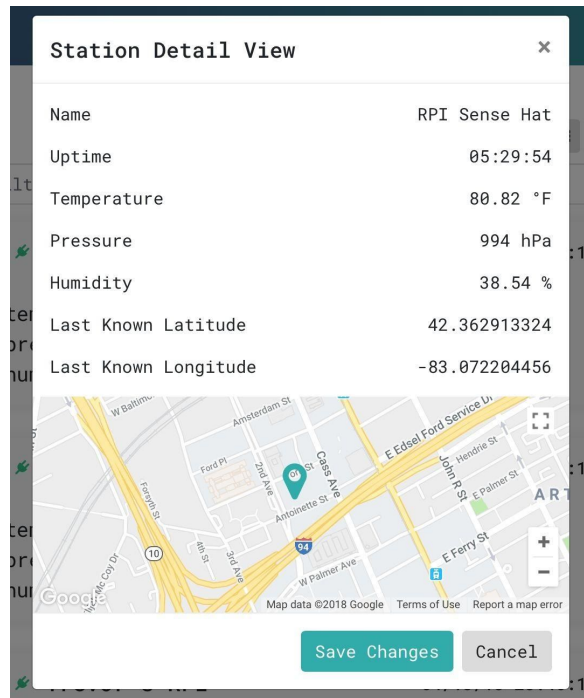 Station Detail View ×
Name RPI Sense Hat
Uptime 05:29:54
Temperature 80.82 °F
Pressure 994 hPa
Humidity 38.54 %
Last Known Latitude 42.362913324
Last Known Longitude -83.072204456
Amsterdam St
E Edsel Ford Service Dr
Hendrie St
Cass Ave
John R St
E Palmer St
ART
Ford Pl
2nd Ave
Forsyth St
Antoinette St
94
10
4th St
3rd Ave
E Ferry St
W Palmer Ave
+
−
Google
Map data ©2018 Google Terms of Use Report a map error
Save Changes Cancel